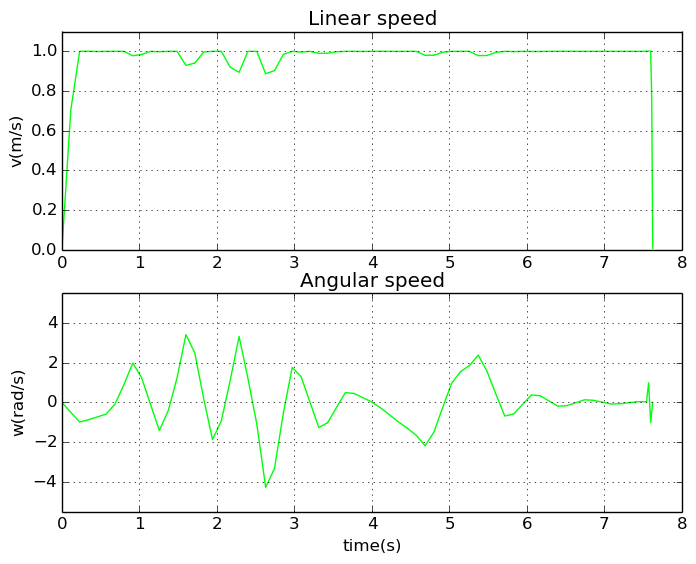 Linear speed
v(m/s)
1.0
0.8
0.6
0.4
0.2
0.0
0 1 2 3 4 5 6 7 8
Angular speed
w(rad/s)
4
2
0
−2
−4
0 1 2 3 4 5 6 7 8
time(s)